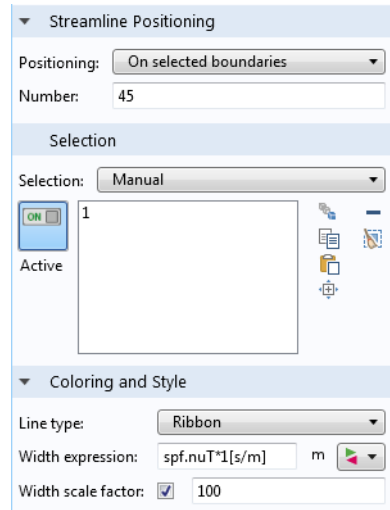 Streamline Positioning
Positioning: On selected boundaries
Number: 45
Selection
Selection: Manual
ON 1
Active
Coloring and Style
Line type: Ribbon
Width expression: spf.nuT*1[s/m] m
Width scale factor: 100